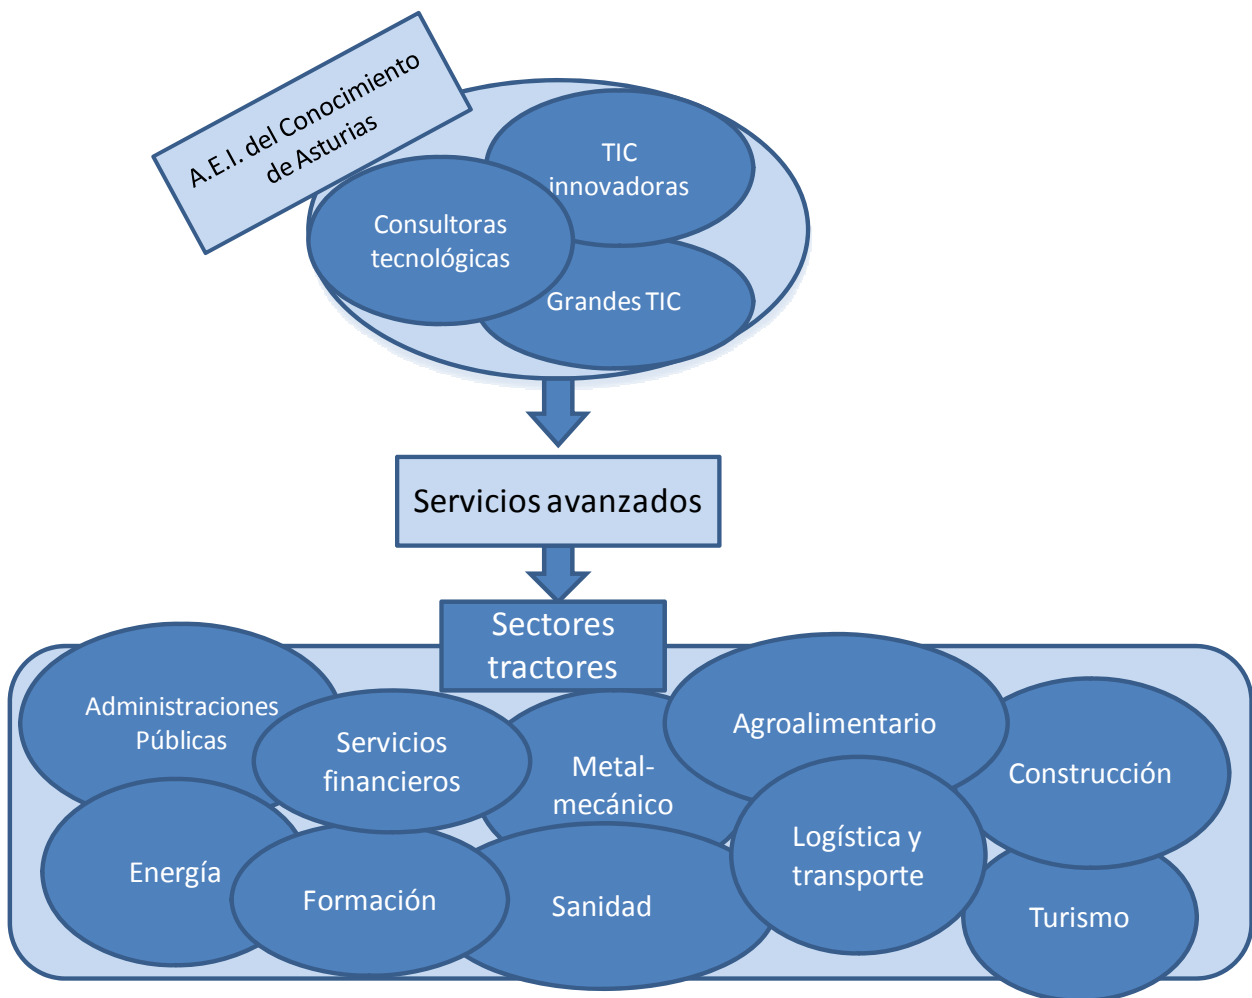 A.E.I. del Conocimiento
de Asturias
TIC
innovadoras
Consultoras
tecnológicas
Grandes TIC
Servicios avanzados
Sectores
tractores
Administraciones
Públicas
Servicios
financieros
Metal-
mecánico
Agroalimentario
Construcción
Energía
Formación
Sanidad
Logística y
transporte
Turismo